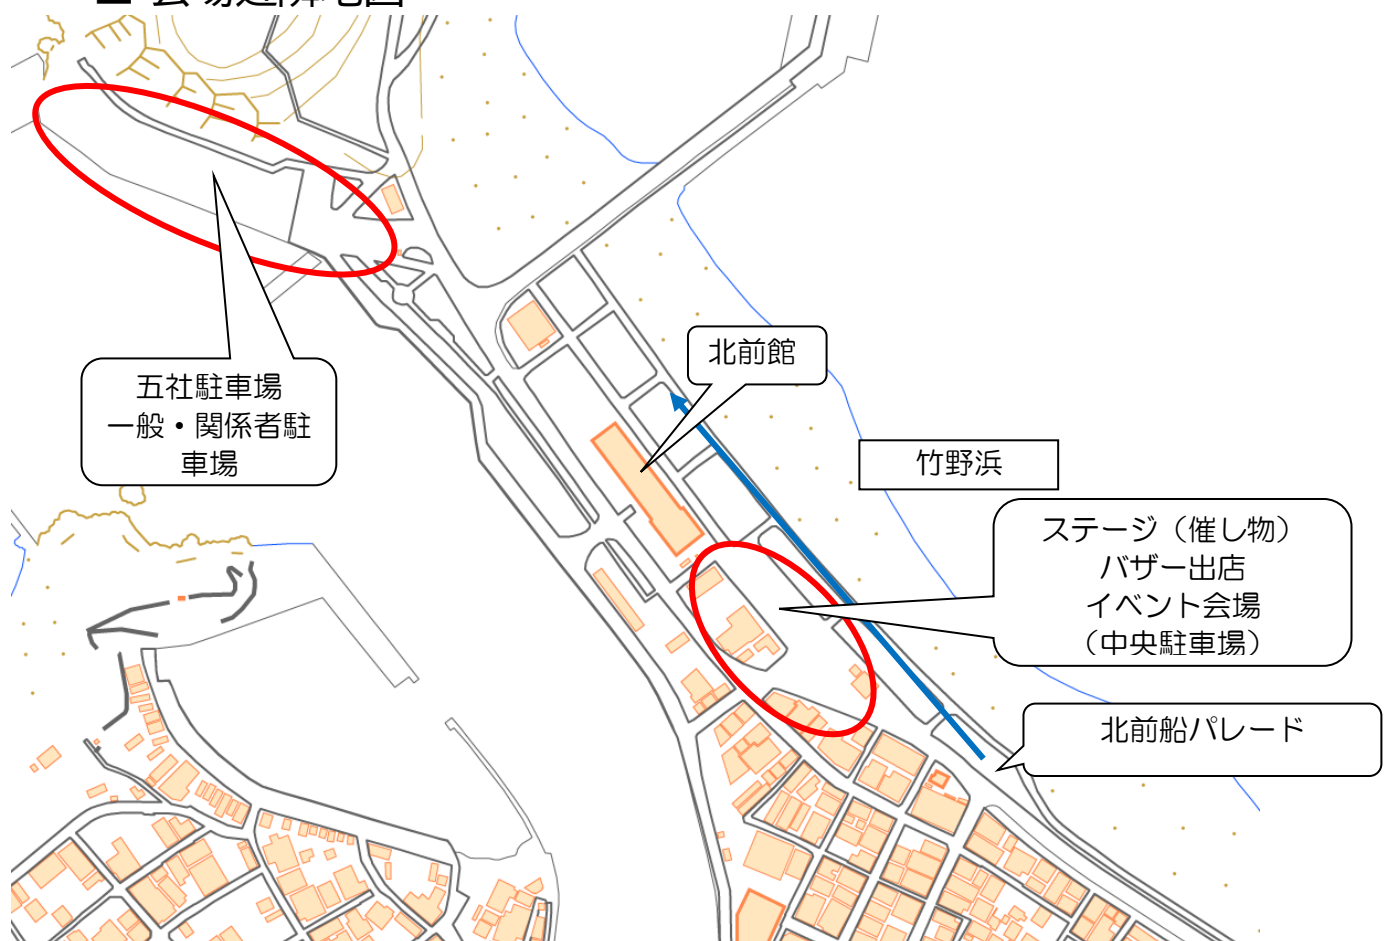 北前館
五社駐車場
一般・関係者駐
車場
竹野浜
ステージ（催し物）
バザー出店
イベント会場
（中央駐車場）
北前船パレード